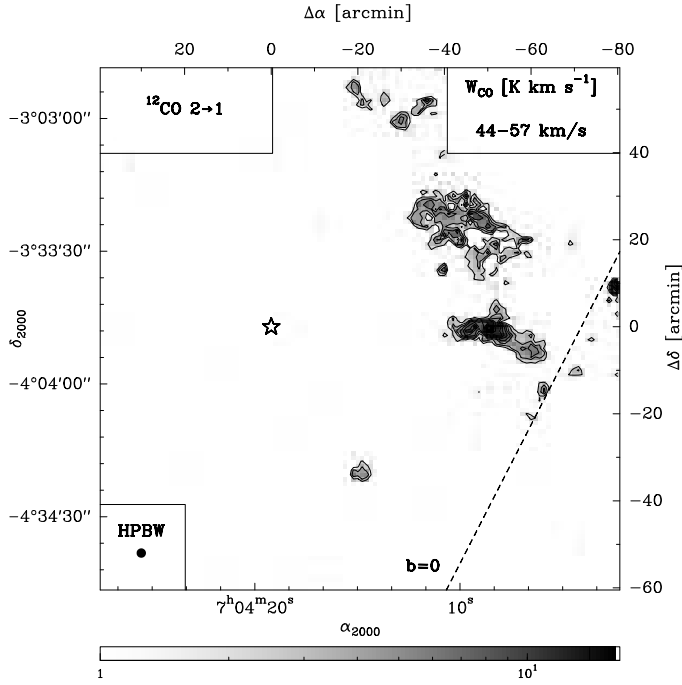 Δα [arcmin]
20 0 −20 −40 −60 −80
¹²CO 2→1
W_CO [K km s⁻¹]
44−57 km/s
−3°03′00″
−3°33′30″
−4°04′00″
−4°34′30″
δ₂₀₀₀
40
20
0
−20
−40
−60
Δδ [arcmin]
HPBW
b=0
7ʰ04ᵐ20ˢ 10ˢ
α₂₀₀₀
1 10¹